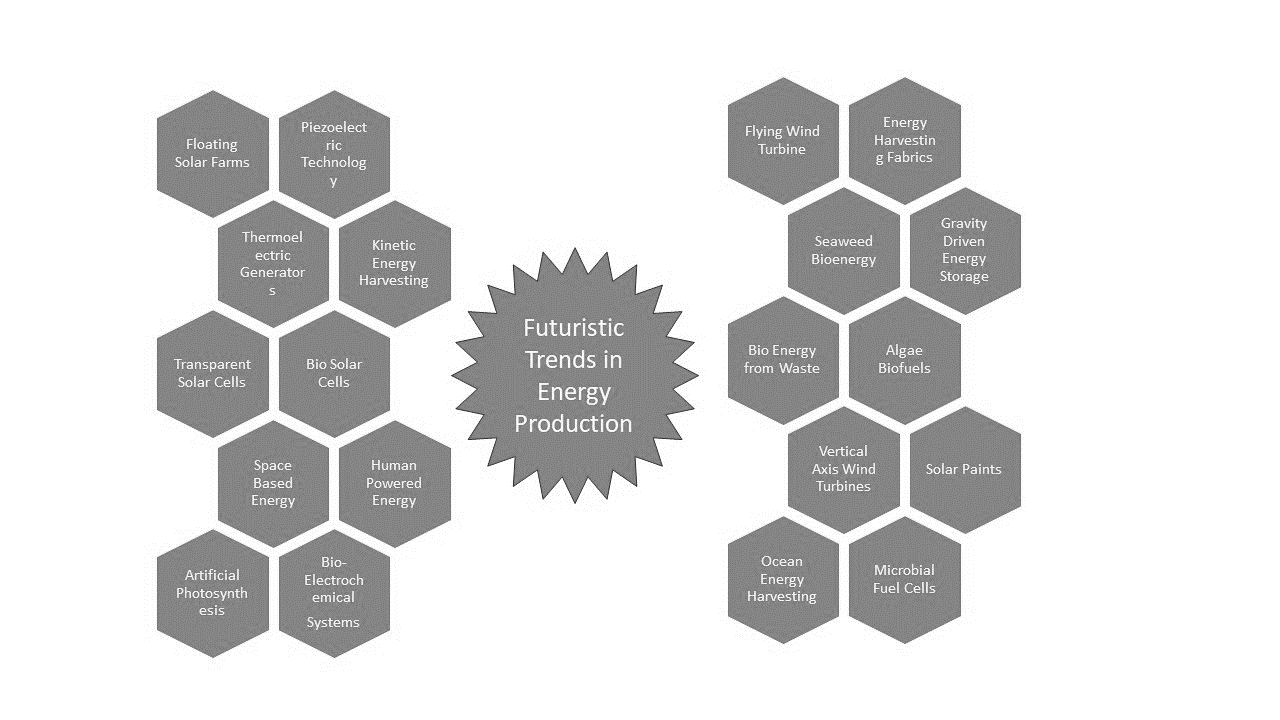 Floating
Solar Farms
Piezoelect
ric
Technolog
y
Thermoel
ectric
Generator
s
Kinetic
Energy
Harvesting
Transparent
Solar Cells
Bio Solar
Cells
Space
Based
Energy
Human
Powered
Energy
Artificial
Photosynth
esis
Bio-
Electroch
emical
Systems
Futuristic
Trends in
Energy
Production
Flying Wind
Turbine
Energy
Harvestin
g Fabrics
Seaweed
Bioenergy
Gravity
Driven
Energy
Storage
Bio Energy
from Waste
Algae
Biofuels
Vertical
Axis Wind
Turbines
Solar Paints
Ocean
Energy
Harvesting
Microbial
Fuel Cells